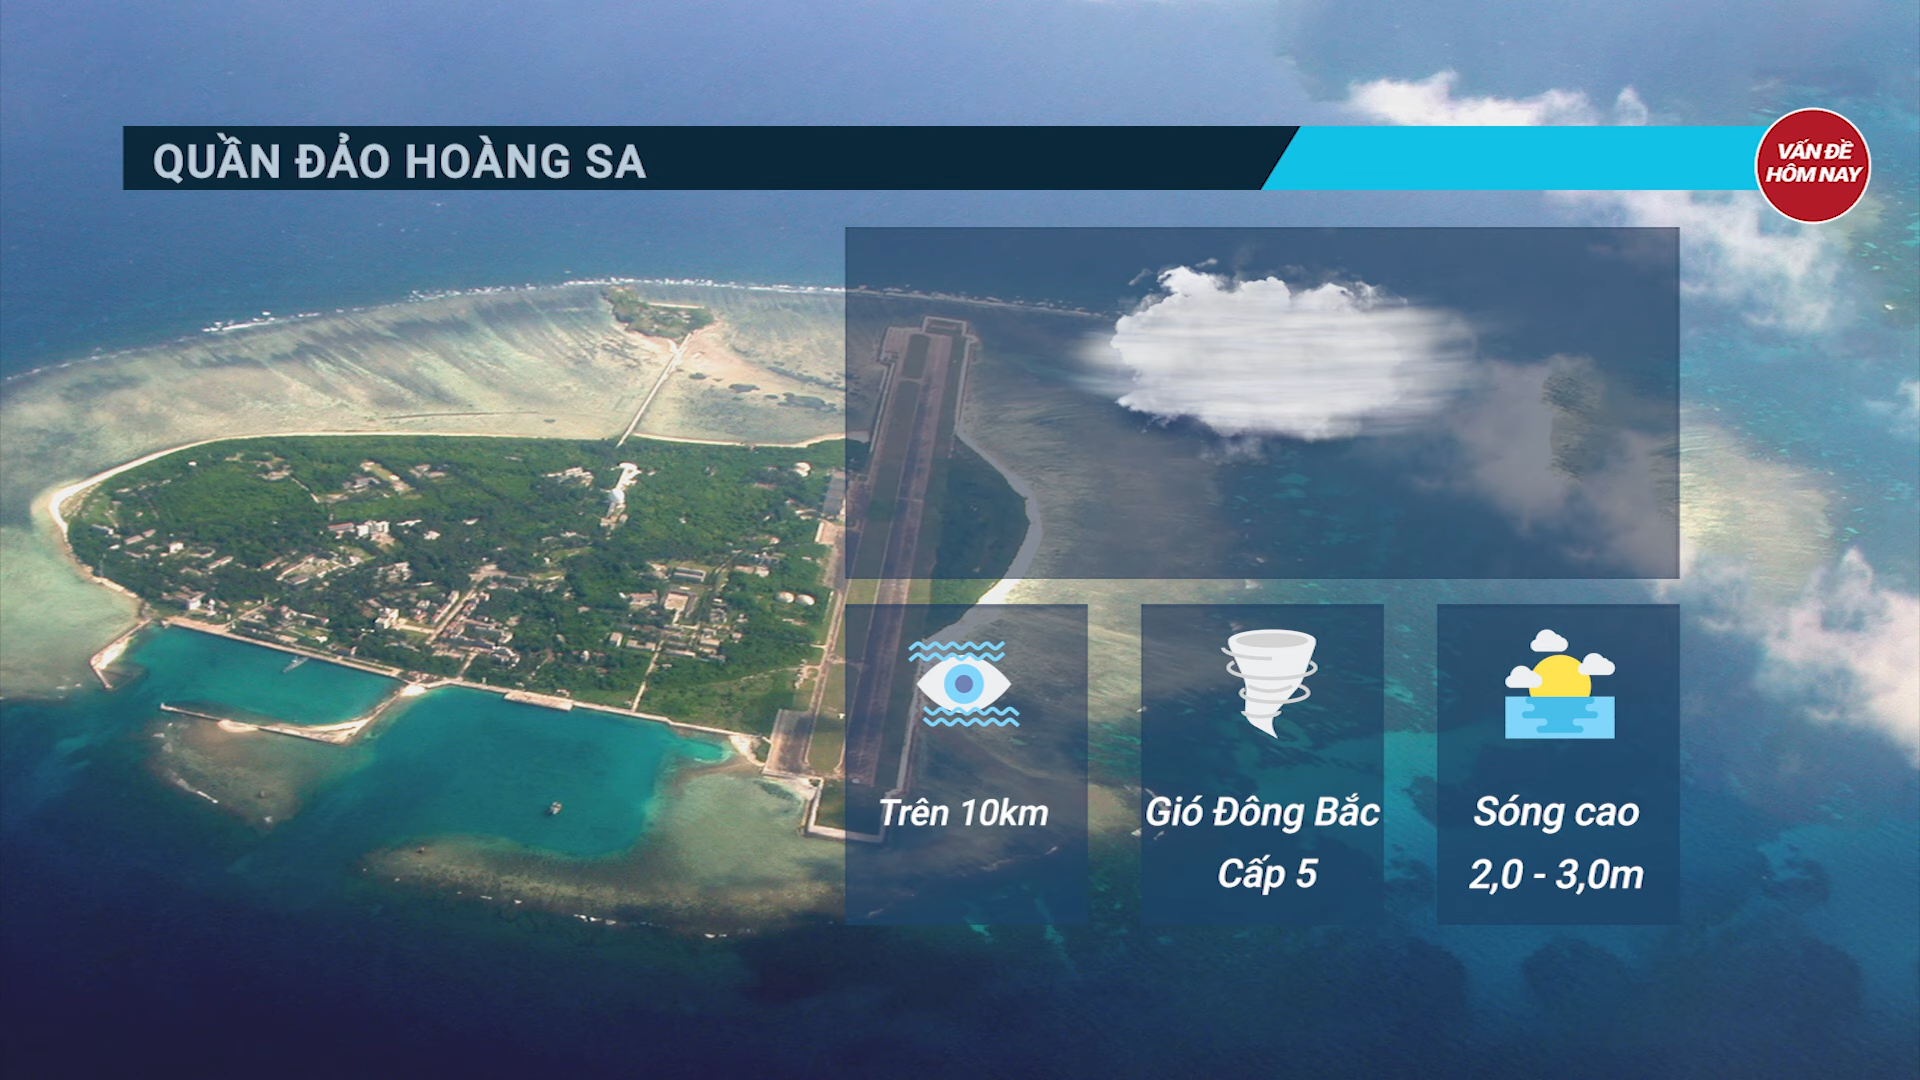 QUẦN ĐẢO HOÀNG SA
VẤN ĐỀ
HÔM NAY
Trên 10km
Gió Đông Bắc
Cấp 5
Sóng cao
2,0 - 3,0m